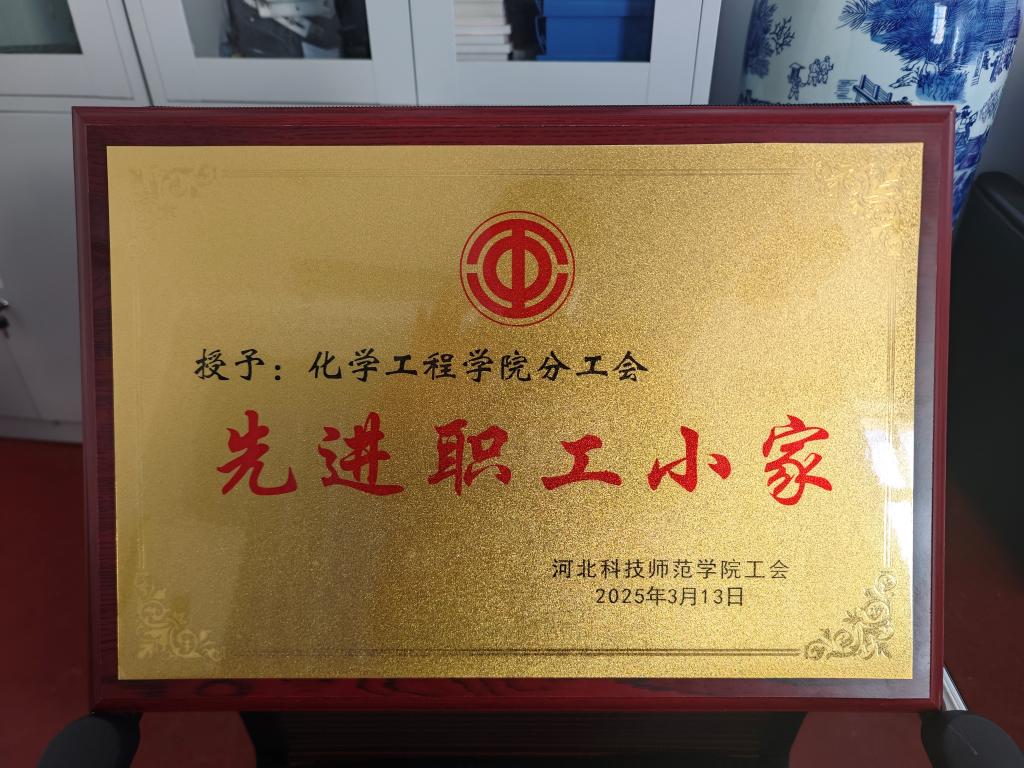 授予：化学工程学院分工会
先进职工小家
河北科技师范学院工会
2025年3月13日